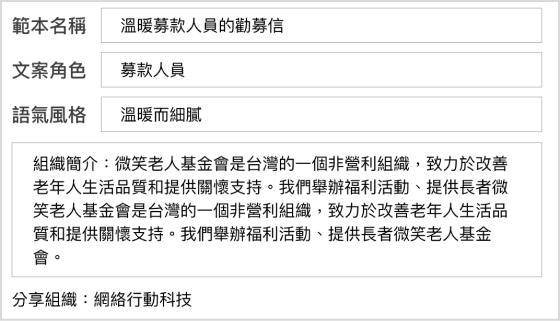 範本名稱 溫暖募款人員的勸募信
文案角色 募款人員
語氣風格 溫暖而細膩
組織簡介：微笑老人基金會是台灣的一個非營利組織，致力於改善
老年人生活品質和提供關懷支持。我們舉辦福利活動、提供長者微
笑老人基金會是台灣的一個非營利組織，致力於改善老年人生活品
質和提供關懷支持。我們舉辦福利活動、提供長者微笑老人基金
會。
分享組織：網絡行動科技